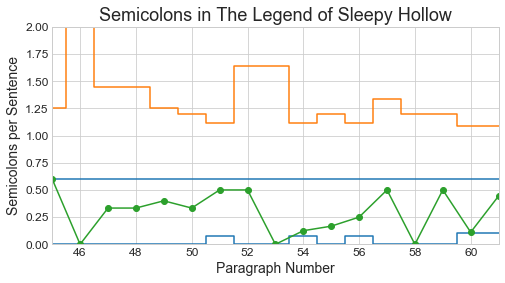 Semicolons in The Legend of Sleepy Hollow
Semicolons per Sentence
2.00
1.75
1.50
1.25
1.00
0.75
0.50
0.25
0.00
46 48 50 52 54 56 58 60
Paragraph Number